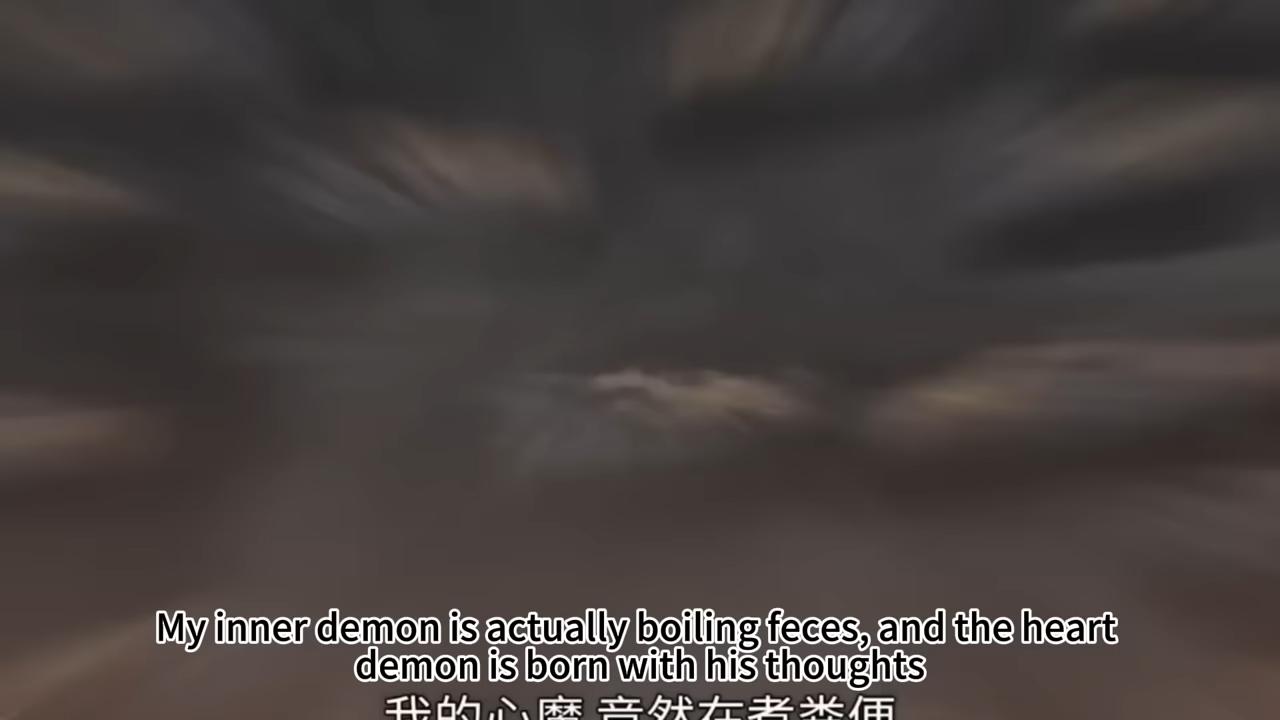 My inner demon is actually boiling feces, and the heart
demon is born with his thoughts
我的心魔 竟然在煮粪便